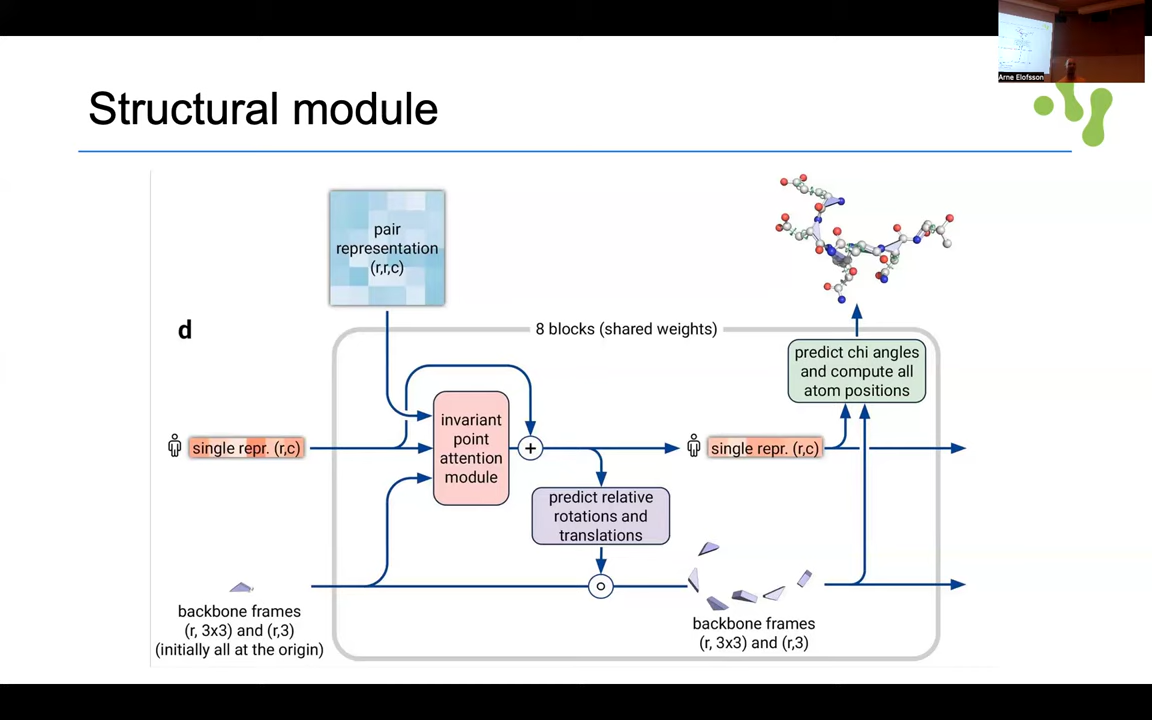 Arne Elofsson
Structural module
pair
representation
(r,r,c)
d
8 blocks (shared weights)
predict chi angles
and compute all
atom positions
invariant
point
attention
module
single repr. (r,c)
+
single repr. (r,c)
predict relative
rotations and
translations
backbone frames
(r, 3x3) and (r,3)
(initially all at the origin)
backbone frames
(r, 3x3) and (r,3)